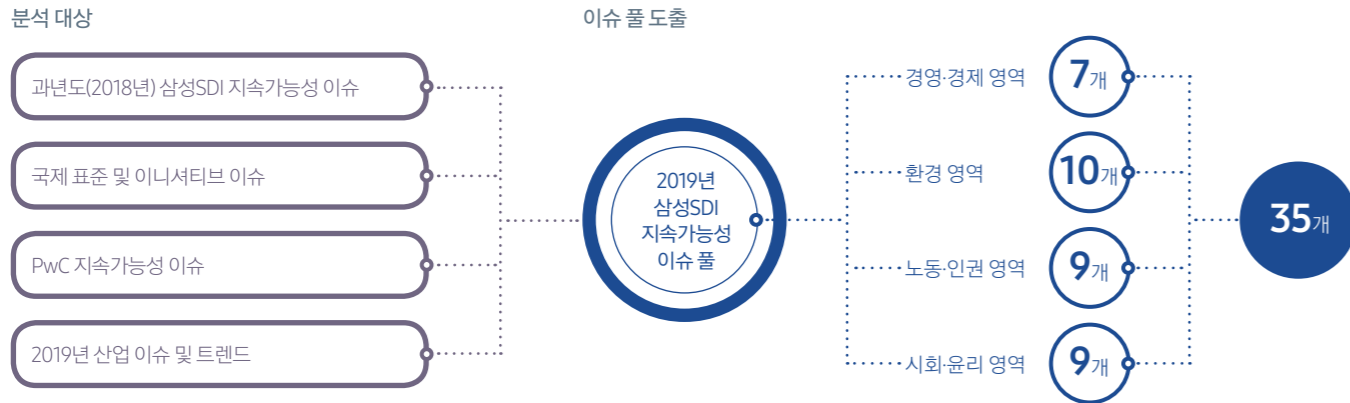 분석 대상
과년도(2018년) 삼성SDI 지속가능성 이슈
국제 표준 및 이니셔티브 이슈
PwC 지속가능성 이슈
2019년 산업 이슈 및 트렌드
이슈 풀 도출
2019년
삼성SDI
지속가능성
이슈 풀
경영·경제 영역
7개
환경 영역
10개
노동·인권 영역
9개
시회·윤리 영역
9개
35개